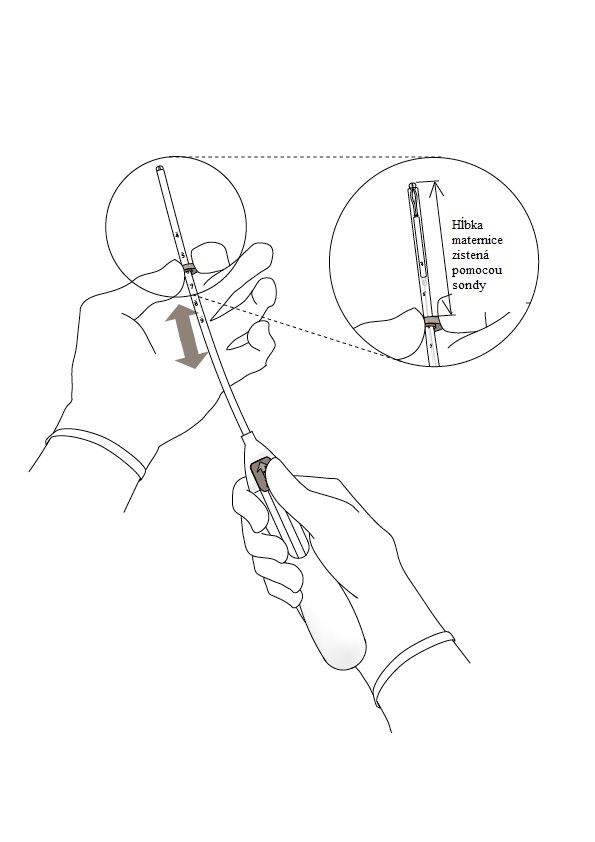 Hĺbka
maternice
zistená
pomocou
sondy